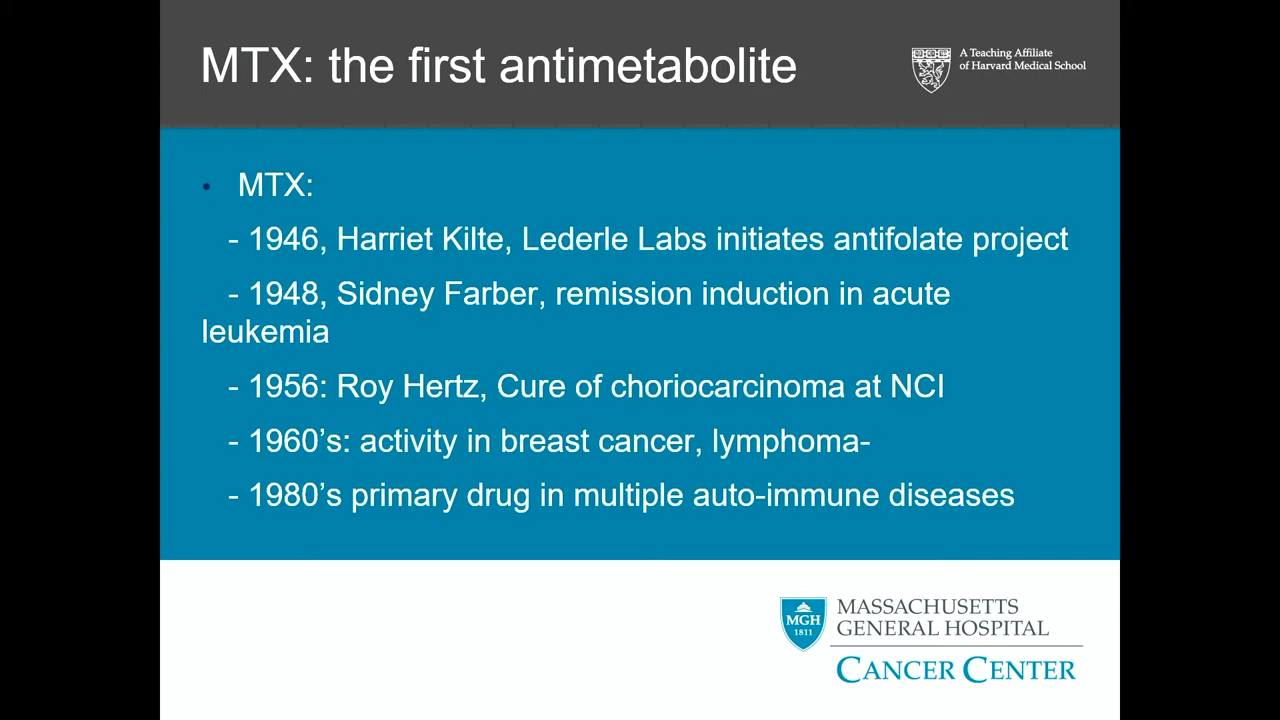 MTX: the first antimetabolite
A Teaching Affiliate
of Harvard Medical School
• MTX:
- 1946, Harriet Kilte, Lederle Labs initiates antifolate project
- 1948, Sidney Farber, remission induction in acute
leukemia
- 1956: Roy Hertz, Cure of choriocarcinoma at NCI
- 1960’s: activity in breast cancer, lymphoma-
- 1980’s primary drug in multiple auto-immune diseases
MGH
1811
MASSACHUSETTS
GENERAL HOSPITAL
CANCER CENTER